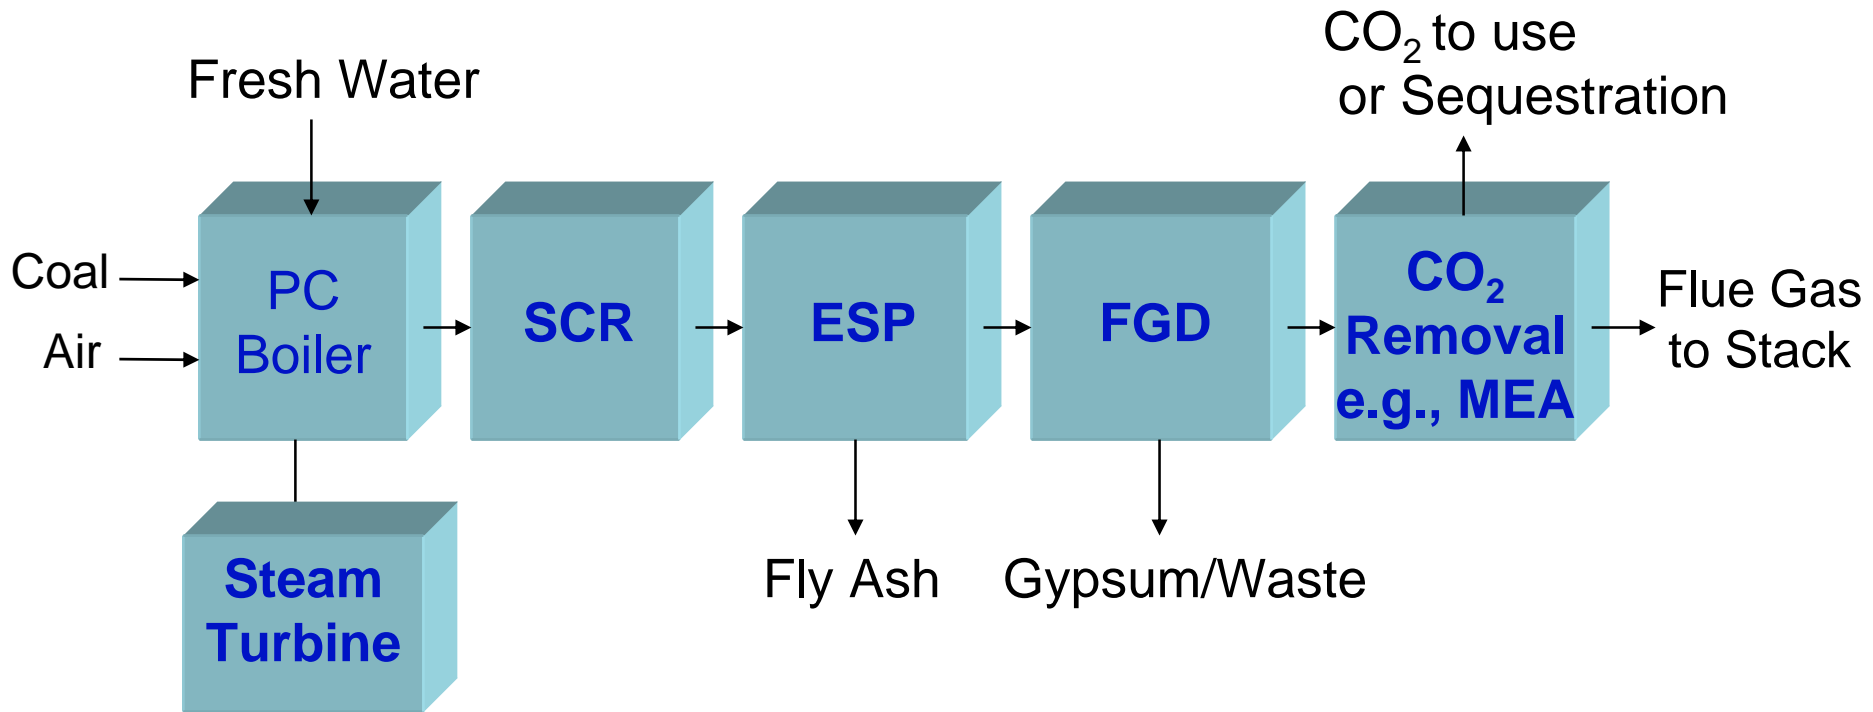 CO₂ to use
or Sequestration
Fresh Water
Coal
Air
PC
Boiler
SCR
ESP
FGD
CO₂
Removal
e.g., MEA
Flue Gas
to Stack
Steam
Turbine
Fly Ash
Gypsum/Waste